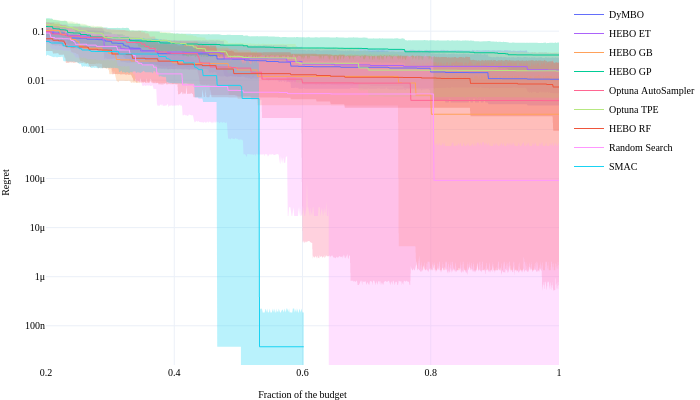 0.1
0.01
0.001
100μ
10μ
1μ
100n
Regret
0.2
0.4
0.6
0.8
1
Fraction of the budget
DyMBO
HEBO ET
HEBO GB
HEBO GP
Optuna AutoSampler
Optuna TPE
HEBO RF
Random Search
SMAC